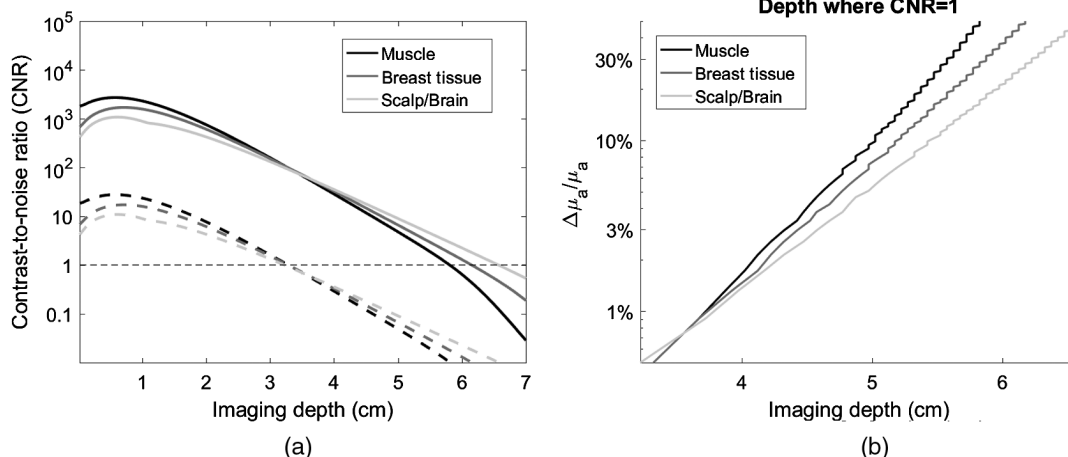 10^5
10^4
10^3
10^2
10
1
0.1
Contrast-to-noise ratio (CNR)
Muscle
Breast tissue
Scalp/Brain
1
2
3
4
5
6
7
Imaging depth (cm)
(a)
Depth where CNR=1
30%
10%
3%
1%
Δμ_a/μ_a
Muscle
Breast tissue
Scalp/Brain
4
5
6
Imaging depth (cm)
(b)